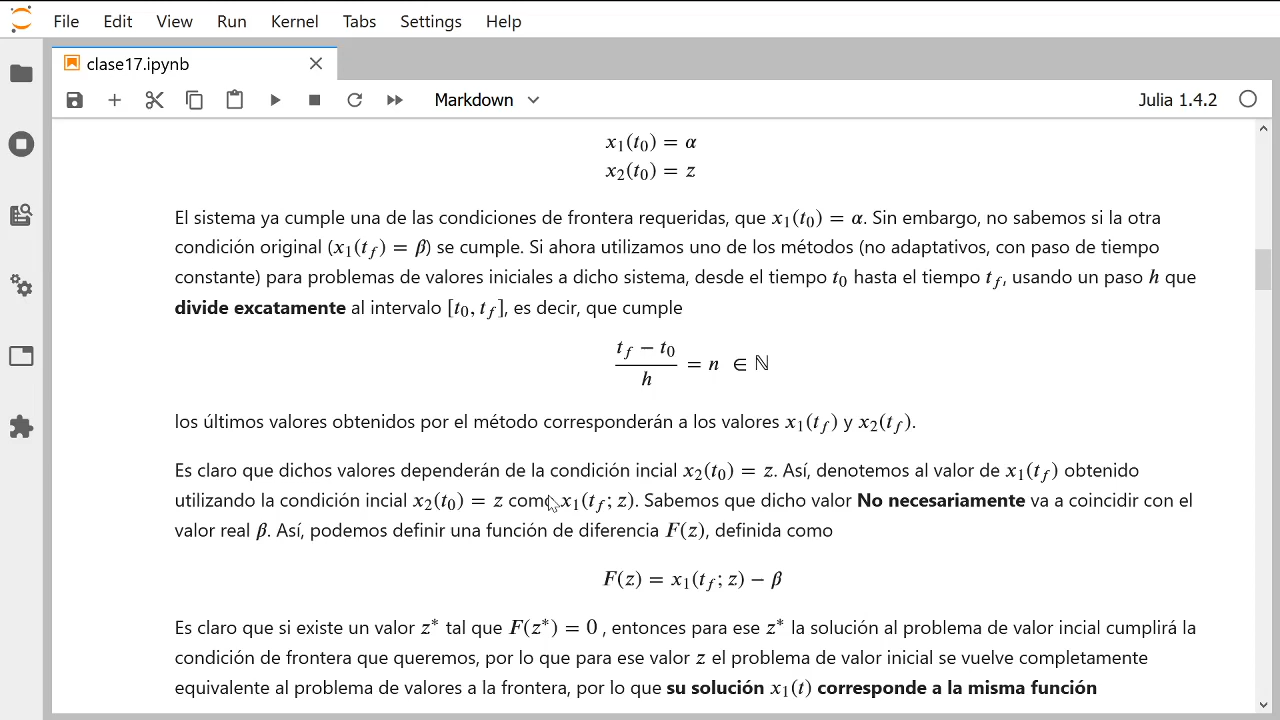 File Edit View Run Kernel Tabs Settings Help
clase17.ipynb
Markdown
Julia 1.4.2
x₁(t₀) = α
x₂(t₀) = z
El sistema ya cumple una de las condiciones de frontera requeridas, que x₁(t₀) = α. Sin embargo, no sabemos si la otra
condición original (x₁(t_f) = β) se cumple. Si ahora utilizamos uno de los métodos (no adaptativos, con paso de tiempo
constante) para problemas de valores iniciales a dicho sistema, desde el tiempo t₀ hasta el tiempo t_f, usando un paso h que
divide excatamente al intervalo [t₀, t_f], es decir, que cumple
(t_f − t₀)/h = n ∈ ℕ
los últimos valores obtenidos por el método corresponderán a los valores x₁(t_f) y x₂(t_f).
Es claro que dichos valores dependerán de la condición incial x₂(t₀) = z. Así, denotemos al valor de x₁(t_f) obtenido
utilizando la condición incial x₂(t₀) = z como x₁(t_f; z). Sabemos que dicho valor No necesariamente va a coincidir con el
valor real β. Así, podemos definir una función de diferencia F(z), definida como
F(z) = x₁(t_f; z) − β
Es claro que si existe un valor z* tal que F(z*) = 0 , entonces para ese z* la solución al problema de valor incial cumplirá la
condición de frontera que queremos, por lo que para ese valor z el problema de valor inicial se vuelve completamente
equivalente al problema de valores a la frontera, por lo que su solución x₁(t) corresponde a la misma función